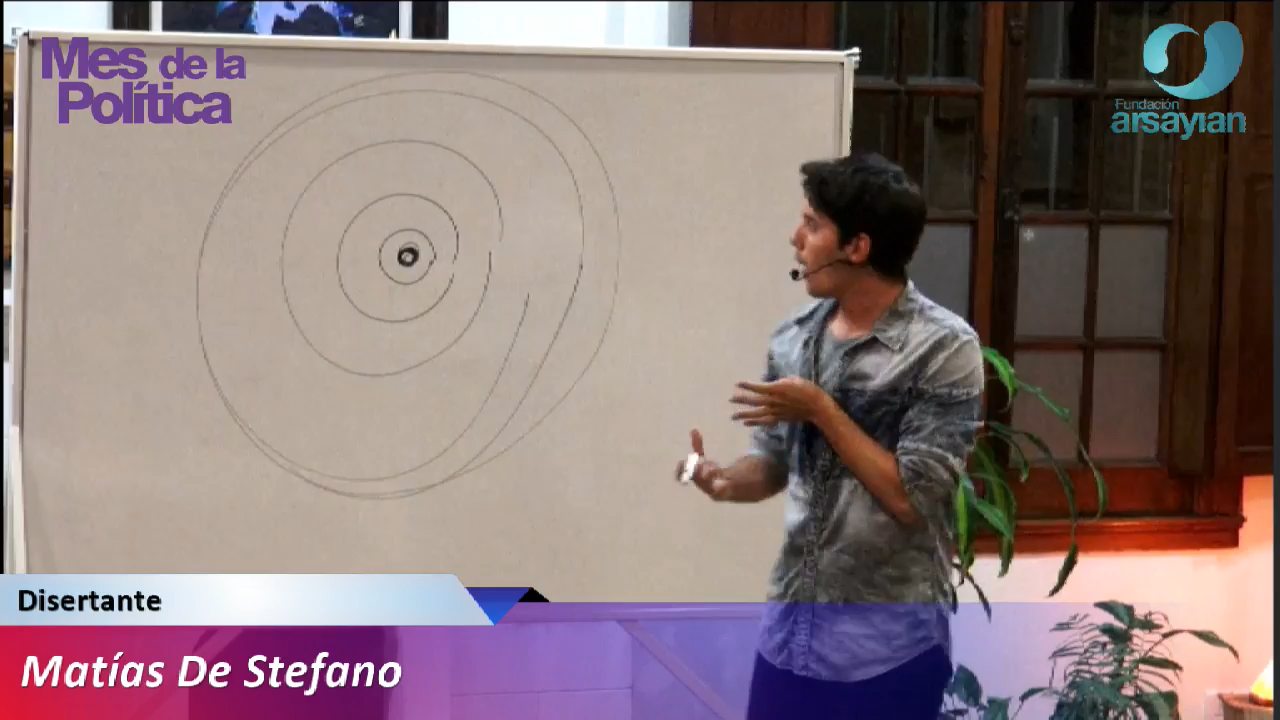 Mes de la
Política
Fundación
arsayian
Disertante
Matías De Stefano